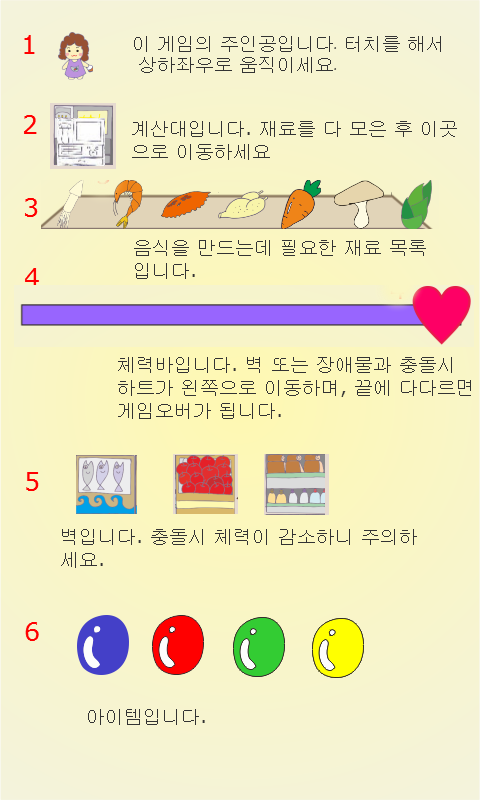 1
이 게임의 주인공입니다. 터치를 해서
상하좌우로 움직이세요.
2
계산대입니다. 재료를 다 모은 후 이곳
으로 이동하세요
3
음식을 만드는데 필요한 재료 목록
입니다.
4
체력바입니다. 벽 또는 장애물과 충돌시
하트가 왼쪽으로 이동하며, 끝에 다다르면
게임오버가 됩니다.
5
벽입니다. 충돌시 체력이 감소하니 주의하
세요.
6
아이템입니다.